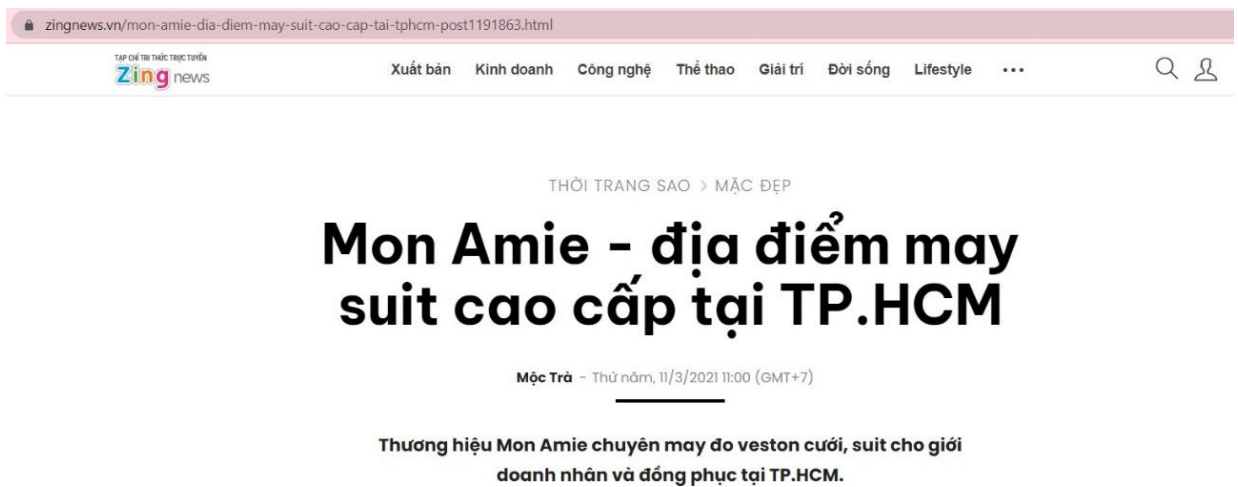 zingnews.vn/mon-amie-dia-diem-may-suit-cao-cap-tai-tphcm-post1191863.html
TẠP CHÍ TRI THỨC TRỰC TUYẾN
Zing news
Xuất bản Kinh doanh Công nghệ Thể thao Giải trí Đời sống Lifestyle •••
THỜI TRANG SAO > MẶC ĐẸP
Mon Amie - địa điểm may
suit cao cấp tại TP.HCM
Mộc Trà - Thứ năm, 11/3/2021 11:00 (GMT+7)
Thương hiệu Mon Amie chuyên may đo veston cưới, suit cho giới
doanh nhân và đồng phục tại TP.HCM.